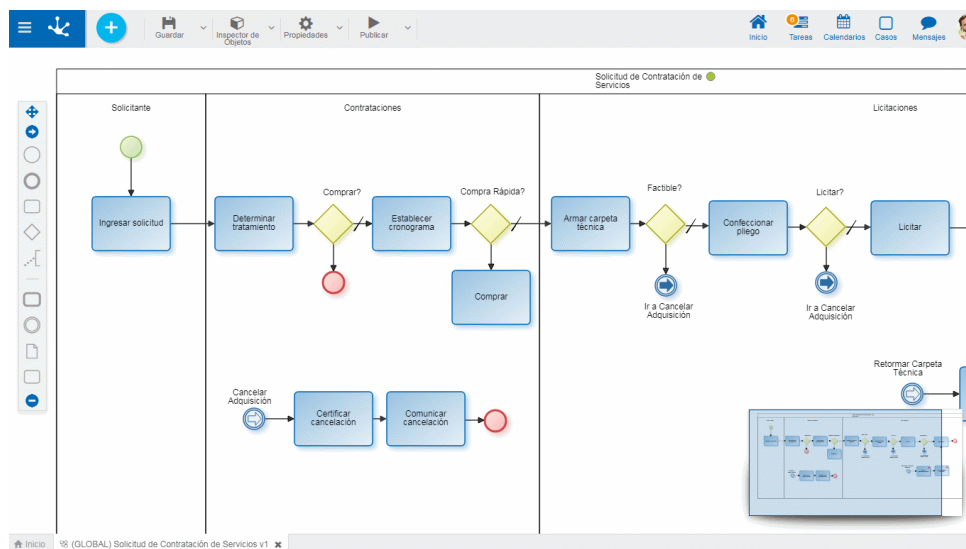 Guardar
Inspector de
Objetos
Propiedades
Publicar
Inicio
6
Tareas
Calendarios
Casos
Mensajes
Solicitud de Contratación de
Servicios
Solicitante
Contrataciones
Licitaciones
Comprar?
Compra Rápida?
Factible?
Licitar?
Ingresar solicitud
Determinar
tratamiento
Establecer
cronograma
Armar carpeta
técnica
Confeccionar
pliego
Licitar
Comprar
Ir a Cancelar
Adquisición
Ir a Cancelar
Adquisición
Retormar Carpeta
Técnica
Cancelar
Adquisición
Certificar
cancelación
Comunicar
cancelación
Inicio
(GLOBAL) Solicitud de Contratación de Servicios v1